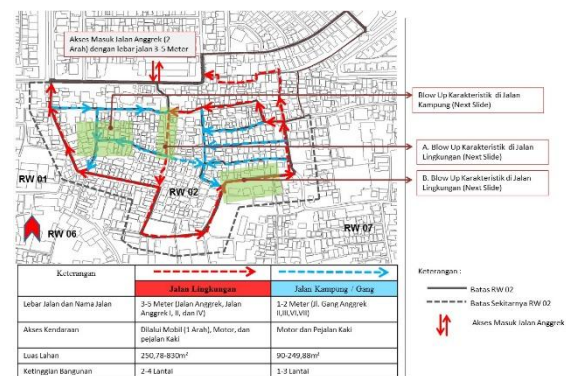 Akses Masuk Jalan Anggrek (2
Arah) dengan lebar jalan 3-5 Meter
Blow Up Karakteristik di Jalan
Kampung (Next Slide)
A. Blow Up Karakteristik di Jalan
Lingkungan (Next Slide)
B. Blow Up Karakteristik di Jalan
Lingkungan (Next Slide)
RW 01
RW 02
RW 06
RW 07
Keterangan
Jalan Lingkungan
Jalan Kampung / Gang
Lebar Jalan dan Nama Jalan
3-5 Meter (Jalan Anggrek, Jalan
Anggrek I, II, dan IV)
1-2 Meter (Jl. Gang Anggrek
II,III,VI,VII)
Akses Kendaraan
Dilalui Mobil (1 Arah), Motor, dan
pejalan Kaki
Motor dan Pejalan Kaki
Luas Lahan
250,78-830m²
90-249,88m²
Ketinggian Bangunan
2-4 Lantai
1-3 Lantai
Keterangan :
Batas RW 02
Batas Sekitarnya RW 02
Akses Masuk Jalan Anggrek